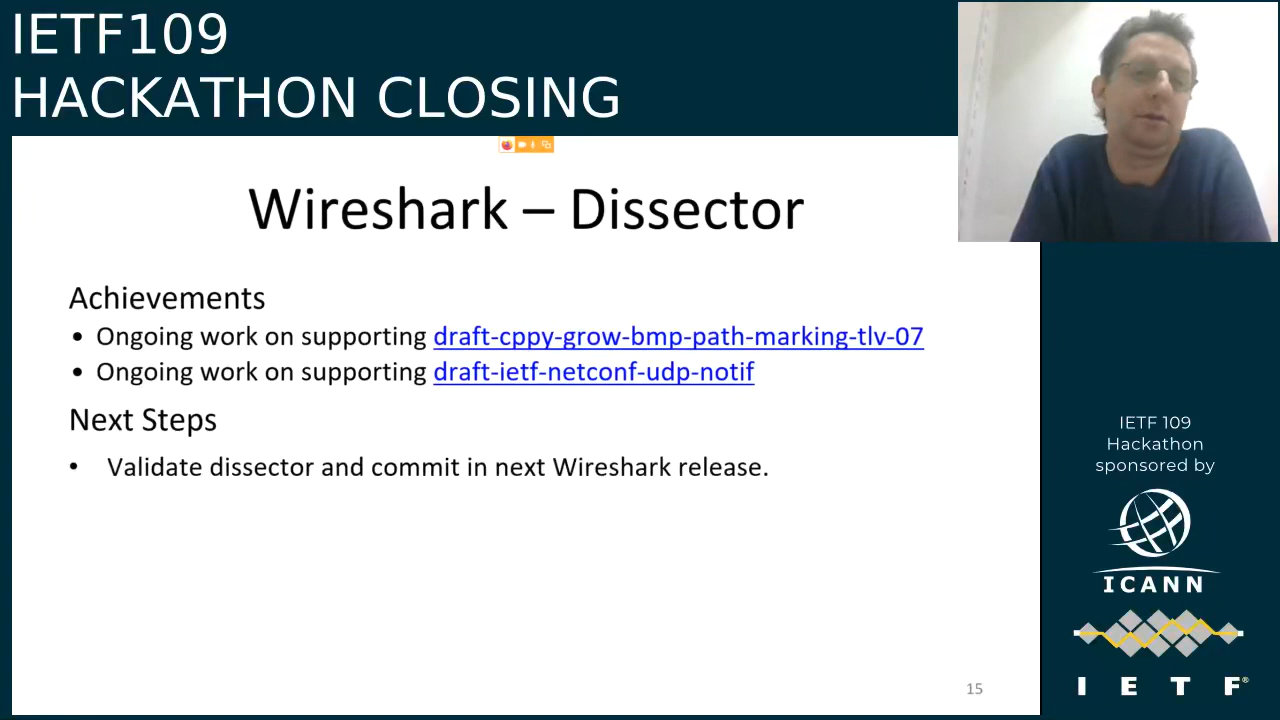 IETF109
HACKATHON CLOSING
Wireshark – Dissector
Achievements
• Ongoing work on supporting draft-cppy-grow-bmp-path-marking-tlv-07
• Ongoing work on supporting draft-ietf-netconf-udp-notif
Next Steps
• Validate dissector and commit in next Wireshark release.
15
IETF 109
Hackathon
sponsored by
ICANN
IETF®